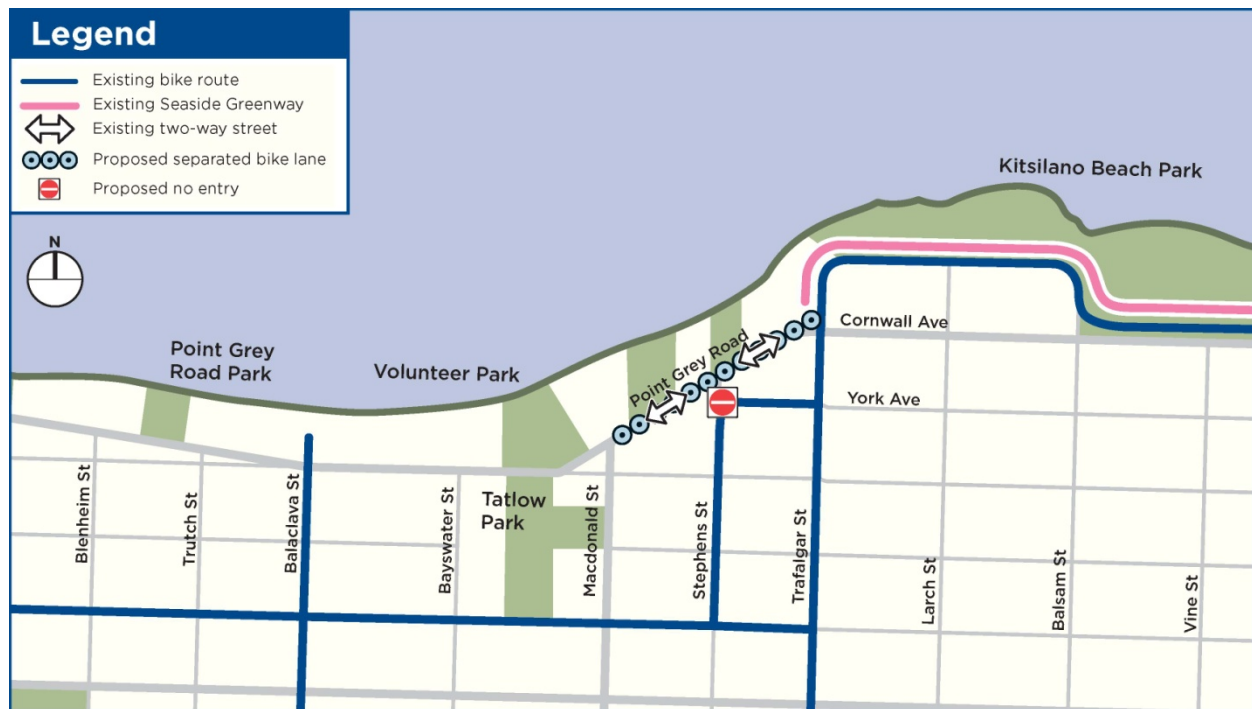 Legend
Existing bike route
Existing Seaside Greenway
Existing two-way street
Proposed separated bike lane
Proposed no entry
N
Kitsilano Beach Park
Point Grey
Road Park
Volunteer Park
Point Grey Road
Cornwall Ave
York Ave
Tatlow
Park
Blenheim St
Trutch St
Balaclava St
Bayswater St
Macdonald St
Stephens St
Trafalgar St
Larch St
Balsam St
Vine St